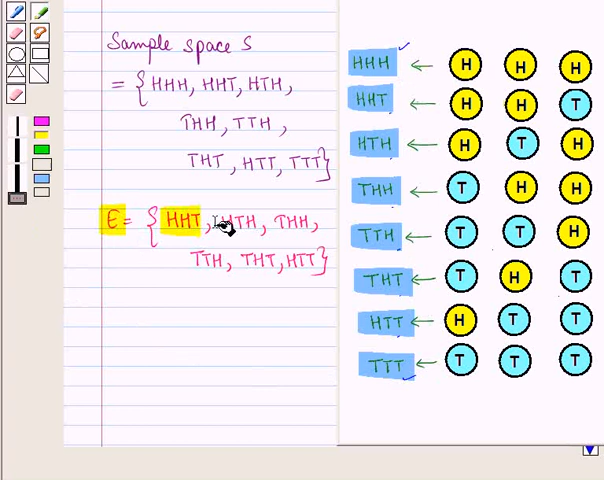 Sample space S
= {HHH, HHT, HTH,
THH, TTH,
THT, HTT, TTT}
E = { HHT, HTH, THH,
TTH, THT, HTT}
HHH ← H H H
HHT ← H H T
HTH ← H T H
THH ← T H H
TTH ← T T H
THT ← T H T
HTT ← H T T
TTT ← T T T